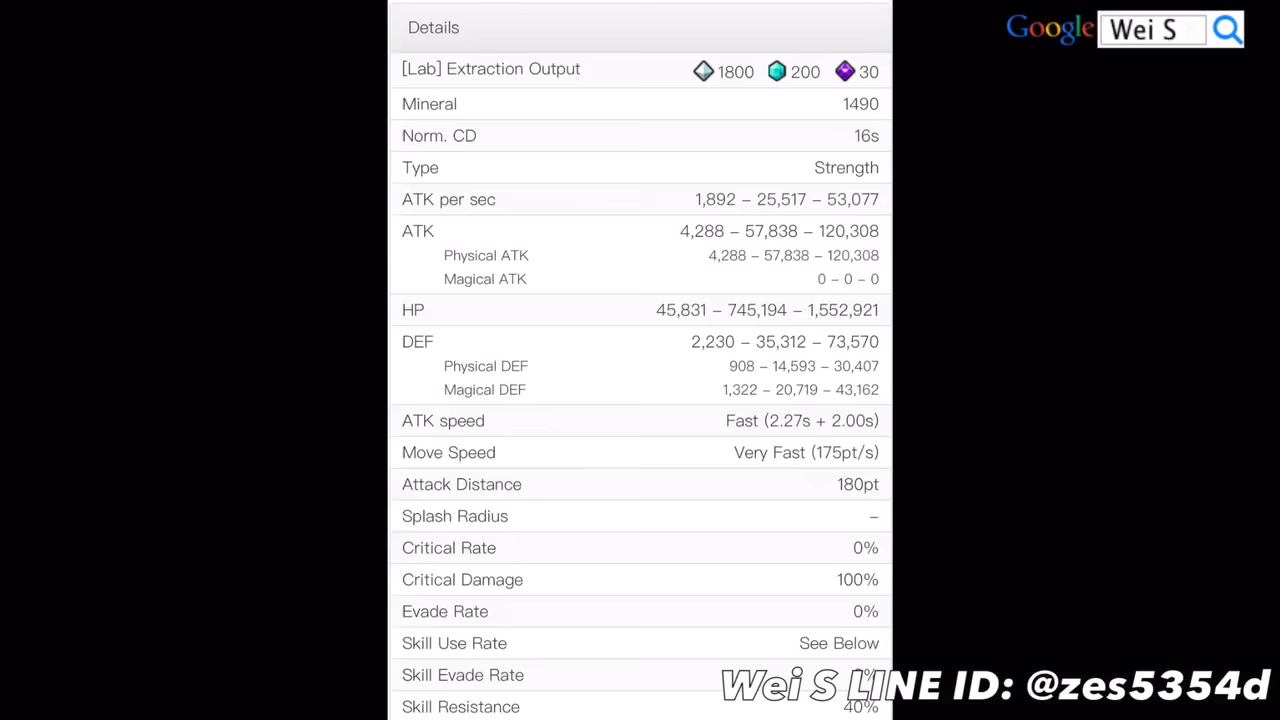 Details
Google Wei S
[Lab] Extraction Output 1800 200 30
Mineral 1490
Norm. CD 16s
Type Strength
ATK per sec 1,892 – 25,517 – 53,077
ATK 4,288 – 57,838 – 120,308
Physical ATK 4,288 – 57,838 – 120,308
Magical ATK 0 – 0 – 0
HP 45,831 – 745,194 – 1,552,921
DEF 2,230 – 35,312 – 73,570
Physical DEF 908 – 14,593 – 30,407
Magical DEF 1,322 – 20,719 – 43,162
ATK speed Fast (2.27s + 2.00s)
Move Speed Very Fast (175pt/s)
Attack Distance 180pt
Splash Radius –
Critical Rate 0%
Critical Damage 100%
Evade Rate 0%
Skill Use Rate See Below
Skill Evade Rate
Wei S LINE ID: @zes5354d
Skill Resistance 40%